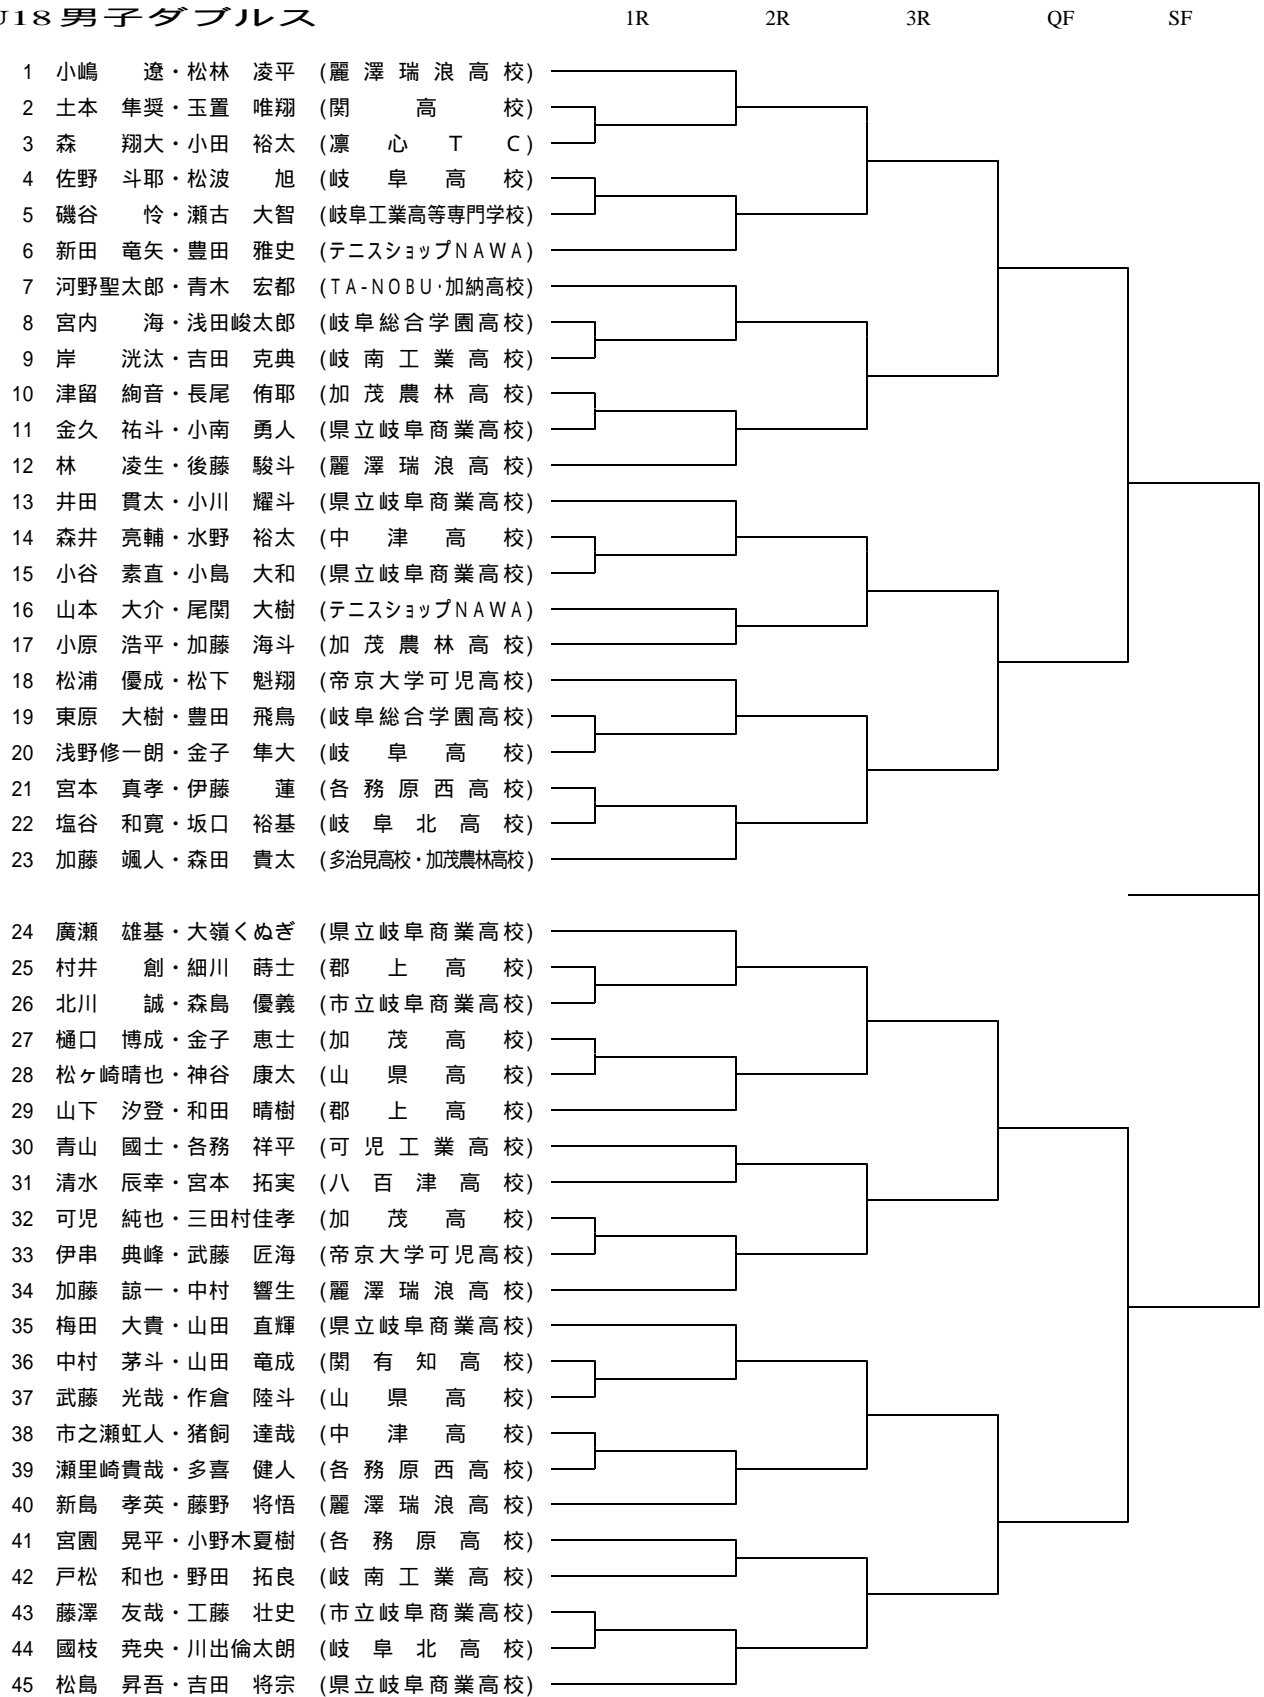 U18男子ダブルス 1R 2R 3R QF SF
1 小嶋 遼・松林 凌平 (麗澤瑞浪高校)
2 土本 隼奨・玉置 唯翔 (関高校)
3 森 翔大・小田 裕太 (凛心TC)
4 佐野 斗耶・松波 旭 (岐阜高校)
5 磯谷 怜・瀬古 大智 (岐阜工業高等専門学校)
6 新田 竜矢・豊田 雅史 (テニスショップNAWA)
7 河野聖太郎・青木 宏都 (TA-NOBU・加納高校)
8 宮内 海・浅田峻太郎 (岐阜総合学園高校)
9 岸 洸汰・吉田 克典 (岐南工業高校)
10 津留 絢音・長尾 侑耶 (加茂農林高校)
11 金久 祐斗・小南 勇人 (県立岐阜商業高校)
12 林 凌生・後藤 駿斗 (麗澤瑞浪高校)
13 井田 貫太・小川 耀斗 (県立岐阜商業高校)
14 森井 亮輔・水野 裕太 (中津高校)
15 小谷 素直・小島 大和 (県立岐阜商業高校)
16 山本 大介・尾関 大樹 (テニスショップNAWA)
17 小原 浩平・加藤 海斗 (加茂農林高校)
18 松浦 優成・松下 魁翔 (帝京大学可児高校)
19 東原 大樹・豊田 飛鳥 (岐阜総合学園高校)
20 浅野修一朗・金子 隼大 (岐阜高校)
21 宮本 真孝・伊藤 蓮 (各務原西高校)
22 塩谷 和寛・坂口 裕基 (岐阜北高校)
23 加藤 颯人・森田 貴太 (多治見高校・加茂農林高校)
24 廣瀬 雄基・大嶺くぬぎ (県立岐阜商業高校)
25 村井 創・細川 蒔士 (郡上高校)
26 北川 誠・森島 優義 (市立岐阜商業高校)
27 樋口 博成・金子 恵士 (加茂高校)
28 松ヶ崎晴也・神谷 康太 (山県高校)
29 山下 汐登・和田 晴樹 (郡上高校)
30 青山 國士・各務 祥平 (可児工業高校)
31 清水 辰幸・宮本 拓実 (八百津高校)
32 可児 純也・三田村佳孝 (加茂高校)
33 伊串 典峰・武藤 匠海 (帝京大学可児高校)
34 加藤 諒一・中村 響生 (麗澤瑞浪高校)
35 梅田 大貴・山田 直輝 (県立岐阜商業高校)
36 中村 茅斗・山田 竜成 (関有知高校)
37 武藤 光哉・作倉 陸斗 (山県高校)
38 市之瀬虹人・猪飼 達哉 (中津高校)
39 瀬里崎貴哉・多喜 健人 (各務原西高校)
40 新島 孝英・藤野 将悟 (麗澤瑞浪高校)
41 宮園 晃平・小野木夏樹 (各務原高校)
42 戸松 和也・野田 拓良 (岐南工業高校)
43 藤澤 友哉・工藤 壮史 (市立岐阜商業高校)
44 國枝 尭央・川出倫太朗 (岐阜北高校)
45 松島 昇吾・吉田 将宗 (県立岐阜商業高校)